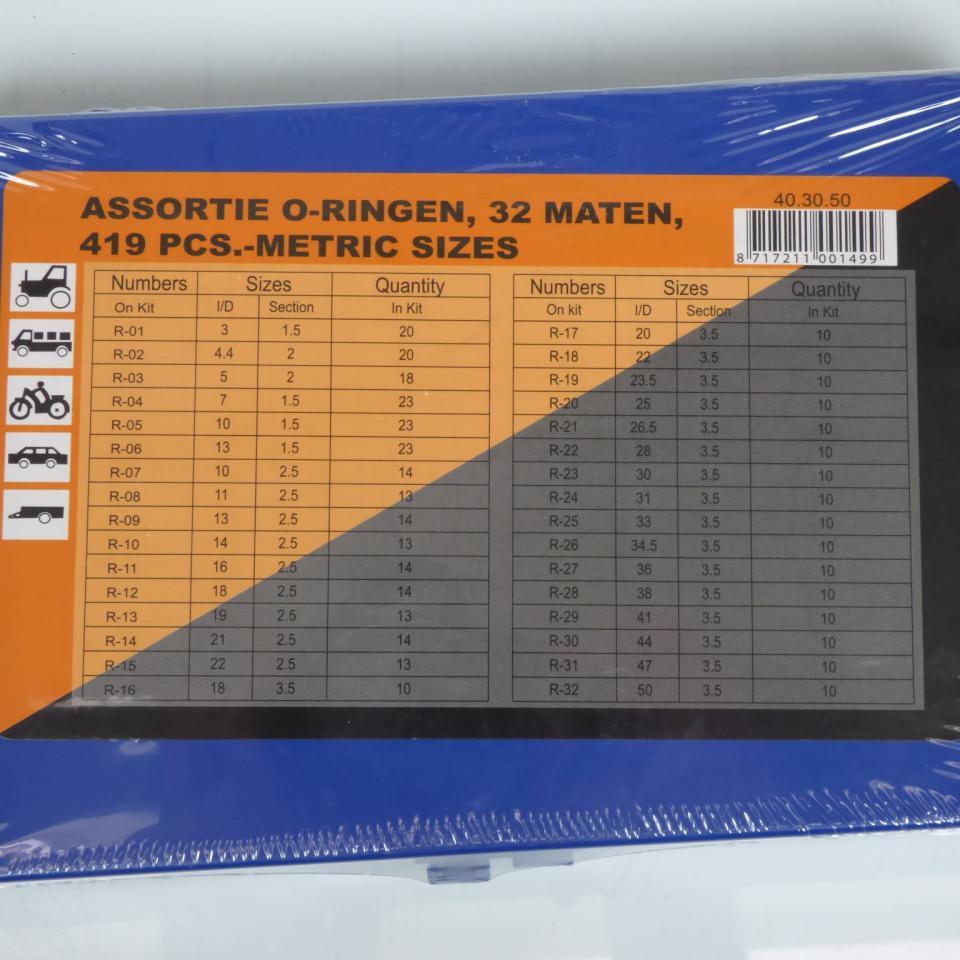 ASSORTIE O-RINGEN, 32 MATEN,
419 PCS.-METRIC SIZES
40.30.50
8 717211 001499
Numbers Sizes Quantity
On Kit I/D Section In Kit
R-01 3 1.5 20
R-02 4.4 2 20
R-03 5 2 18
R-04 7 1.5 23
R-05 10 1.5 23
R-06 13 1.5 23
R-07 10 2.5 14
R-08 11 2.5 13
R-09 13 2.5 14
R-10 14 2.5 13
R-11 16 2.5 14
R-12 18 2.5 14
R-13 19 2.5 13
R-14 21 2.5 14
R-15 22 2.5 13
R-16 18 3.5 10
Numbers Sizes Quantity
On kit I/D Section In Kit
R-17 20 3.5 10
R-18 22 3.5 10
R-19 23.5 3.5 10
R-20 25 3.5 10
R-21 26.5 3.5 10
R-22 28 3.5 10
R-23 30 3.5 10
R-24 31 3.5 10
R-25 33 3.5 10
R-26 34.5 3.5 10
R-27 36 3.5 10
R-28 38 3.5 10
R-29 41 3.5 10
R-30 44 3.5 10
R-31 47 3.5 10
R-32 50 3.5 10